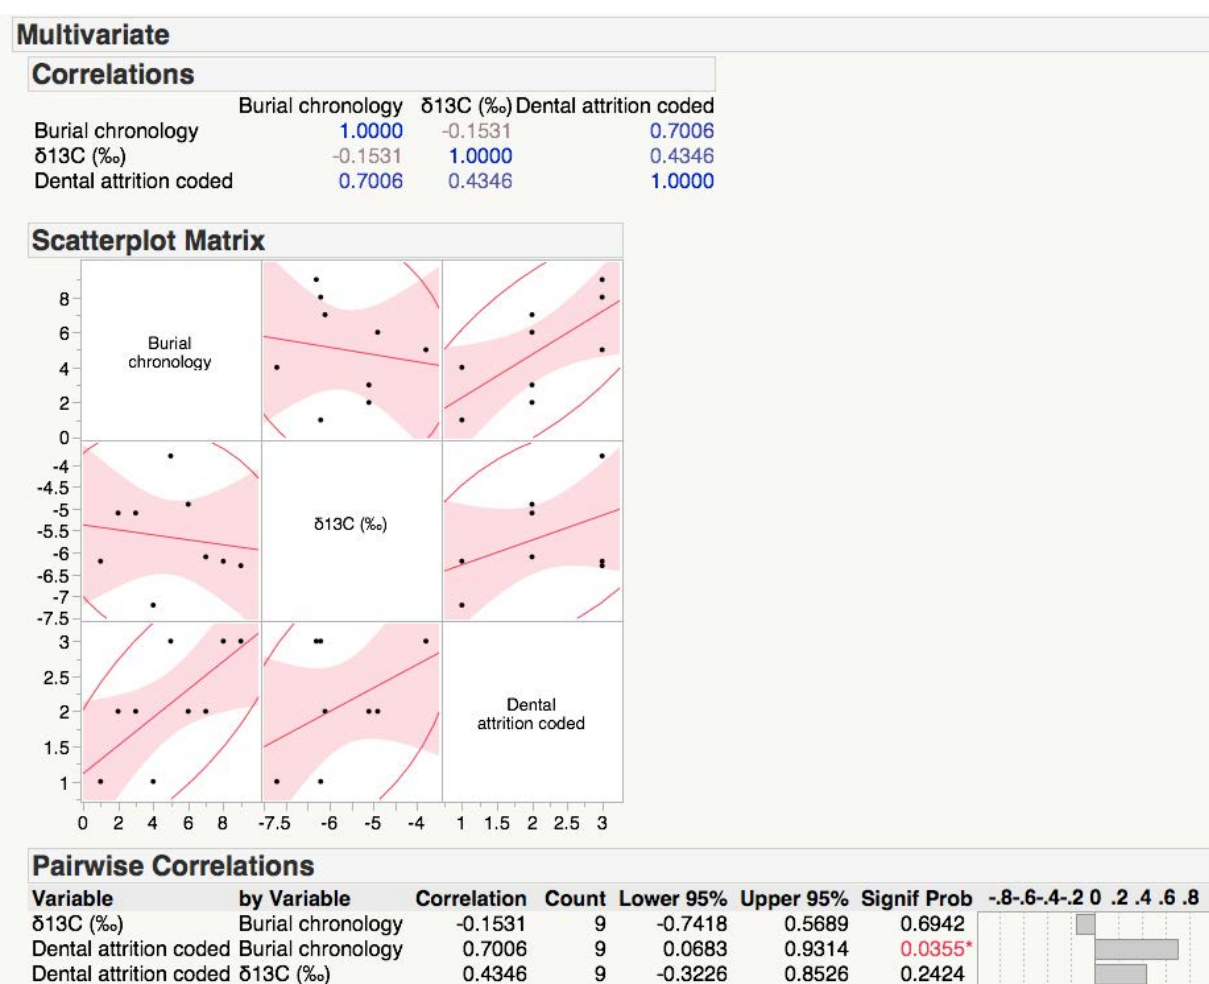 Multivariate
Correlations
Burial chronology δ13C (‰) Dental attrition coded
Burial chronology 1.0000 -0.1531 0.7006
δ13C (‰) -0.1531 1.0000 0.4346
Dental attrition coded 0.7006 0.4346 1.0000
Scatterplot Matrix
8
6
4
2
0
Burial
chronology
-4
-4.5
-5
-5.5
-6
-6.5
-7
-7.5
δ13C (‰)
3
2.5
2
1.5
1
Dental
attrition coded
0 2 4 6 8 -7.5 -6 -5 -4 1 1.5 2 2.5 3
Pairwise Correlations
Variable by Variable Correlation Count Lower 95% Upper 95% Signif Prob -.8-.6-.4-.2 0 .2 .4 .6 .8
δ13C (‰) Burial chronology -0.1531 9 -0.7418 0.5689 0.6942
Dental attrition coded Burial chronology 0.7006 9 0.0683 0.9314 0.0355*
Dental attrition coded δ13C (‰) 0.4346 9 -0.3226 0.8526 0.2424